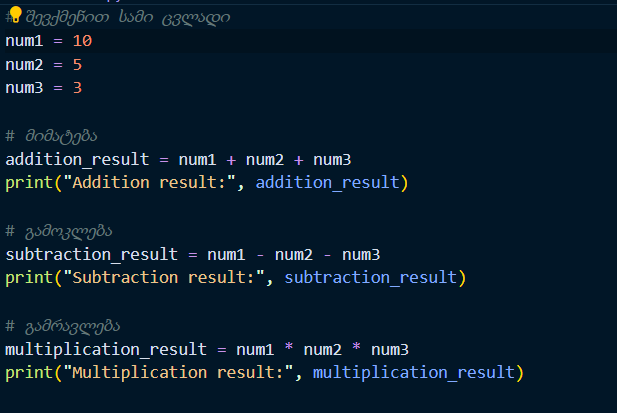 # შევქმენით სამი ცვლადი
num1 = 10
num2 = 5
num3 = 3
# მიმატება
addition_result = num1 + num2 + num3
print("Addition result:", addition_result)
# გამოკლება
subtraction_result = num1 - num2 - num3
print("Subtraction result:", subtraction_result)
# გამრავლება
multiplication_result = num1 * num2 * num3
print("Multiplication result:", multiplication_result)